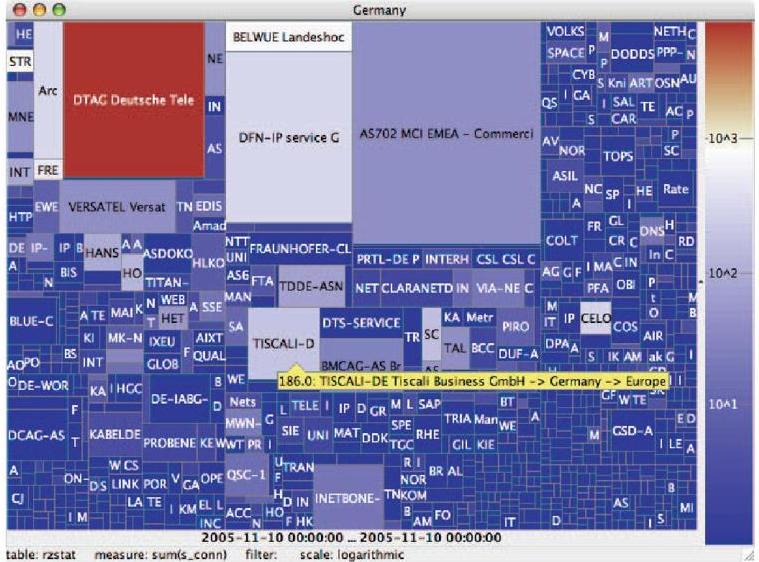 Germany
HE
STR
MNE
INT
HTP
Arc
FRE
DTAG Deutsche Tele
NE
IN
AS
EWE
VERSATEL Versat
TN
EDIS
Amad
BELWUE Landeshoc
DFN-IP service G
AS702 MCI EMEA - Commerci
VOLKS
M
NETH
C
SPACE
P
P
DODDS
PPP-
N
CYB
S
Kni
ART
OSN
AU
QS
I
GA
I
SAL
TE
AC
P
S
CAR
AV
NOR
TOPS
P
SC
ASIL
NC
SP
I
HE
Rate
A
DE
IP-
IP
B
HANS
A
A
ASDOKO
HLKO
A
BIS
HO
TITAN-
N
NTT
UNI
FRAUNHOFER-CL
PRTL-DE
P
INTERH
CSL
CSL
C
AS6
FTA
TDDE-ASN
NET
CLARANET
D
IN
VIA-NE
C
MAN
COLT
FR
GL
CR
C
DNS
H
RD
In
C
AG
G
F
I
MA
C
IN
PFA
OBI
P
t
o
BLUE-C
A
TE
MAI
K
N
WEB
A
SSE
T
HET
KI
MK-N
IXEU
AIXT
BS
INT
GLOB
F
QUAL
AO
PO
SA
TISCALI-D
DTS-SERVICE
TR
SC
KA
Metr
PIRO
TAL
BCC
DUF-A
BMCAG-AS Br
AS
M
IT
IP
CELO
COS
M
AIR
DPA
A
S
IK
AM
ak
G
186.0: TISCALI-DE Tiscali Business GmbH -> Germany -> Europe
O
DE-WOR
KA
I
HGC
DE-IABG-
B
D
WE
Nets
G
TELE
I
IP
D
GR
M
L
SAP
BT
GF
W
TE
F
T
MWN-
L
SIE
UNI
MAT
DDK
SPE
TGC
RHE
TRIA
Man
WE
GIL
KIE
A
M
GSD-A
E
D
I
LE
A
DCAG-AS
KABELDE
PROBENE
KEW
WT
PR
I
A
W
CS
ON-
D
S
LINK
POR
V
GA
OPE
CJ
LA
TE
I
KM
EL
L
I
M
INC
QSC-1
U
F
TRAN
H
D
IN
INETBONE-
R
I
NOR
BR
AL
TN
KOM
B
AM
FO
ACC
N
HO
F
HK
IT
D
AS
I
S
B
MI
10^3
10^2
10^1
2005-11-10 00:00:00 ... 2005-11-10 00:00:00
table: rzstat measure: sum(s_conn) filter: scale: logarithmic